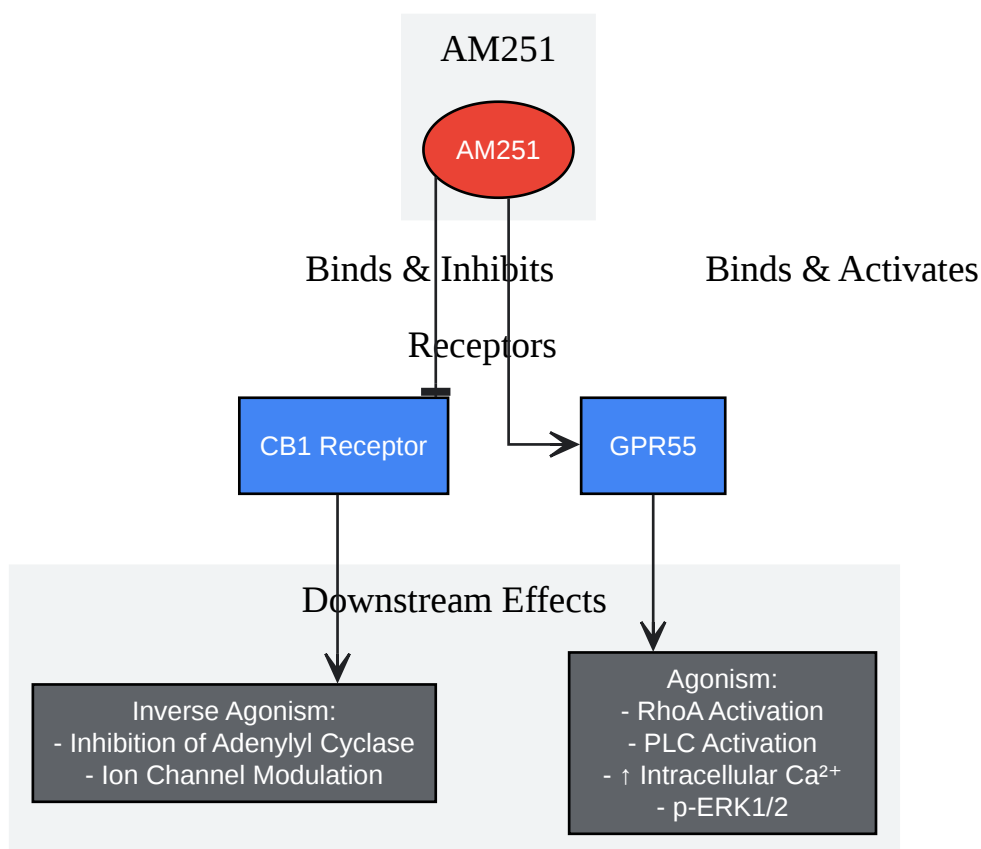 AM251
AM251
Binds & Inhibits
Binds & Activates
Receptors
CB1 Receptor
GPR55
Downstream Effects
Inverse Agonism:
- Inhibition of Adenylyl Cyclase
- Ion Channel Modulation
Agonism:
- RhoA Activation
- PLC Activation
- ↑ Intracellular Ca²⁺
- p-ERK1/2